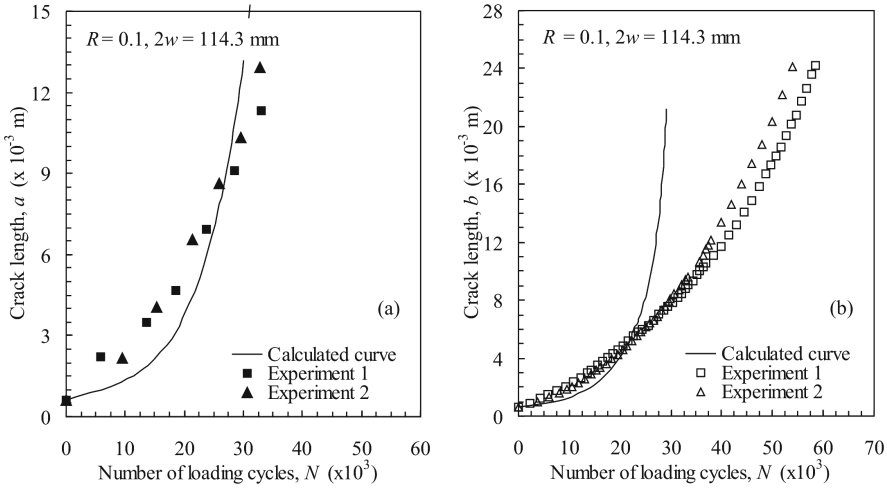 R = 0.1, 2w = 114.3 mm
15
12
9
6
3
0
Crack length, a (x 10⁻³ m)
(a)
Calculated curve
Experiment 1
Experiment 2
0 10 20 30 40 50 60
Number of loading cycles, N (x10³)
R = 0.1, 2w = 114.3 mm
28
24
20
16
12
8
4
0
Crack length, b (x 10⁻³ m)
(b)
Calculated curve
Experiment 1
Experiment 2
0 10 20 30 40 50 60 70
Number of loading cycles, N (x10³)